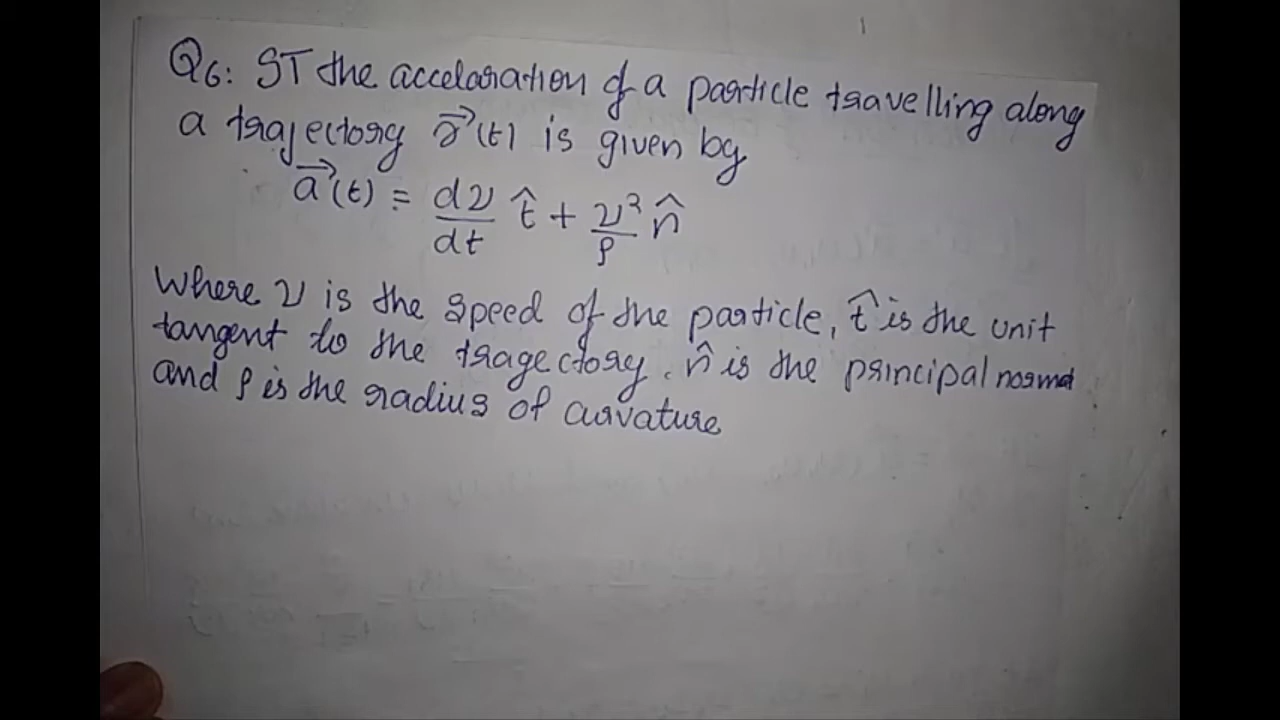 Q6: ST the accelaration of a particle travelling along
a trajectory r⃗(t) is given by
a⃗(t) = dv/dt t̂ + v²/ρ n̂
Where v is the speed of the particle, t̂ is the unit
tangent to the tragectory. n̂ is the principal normal
and ρ is the radius of curvature